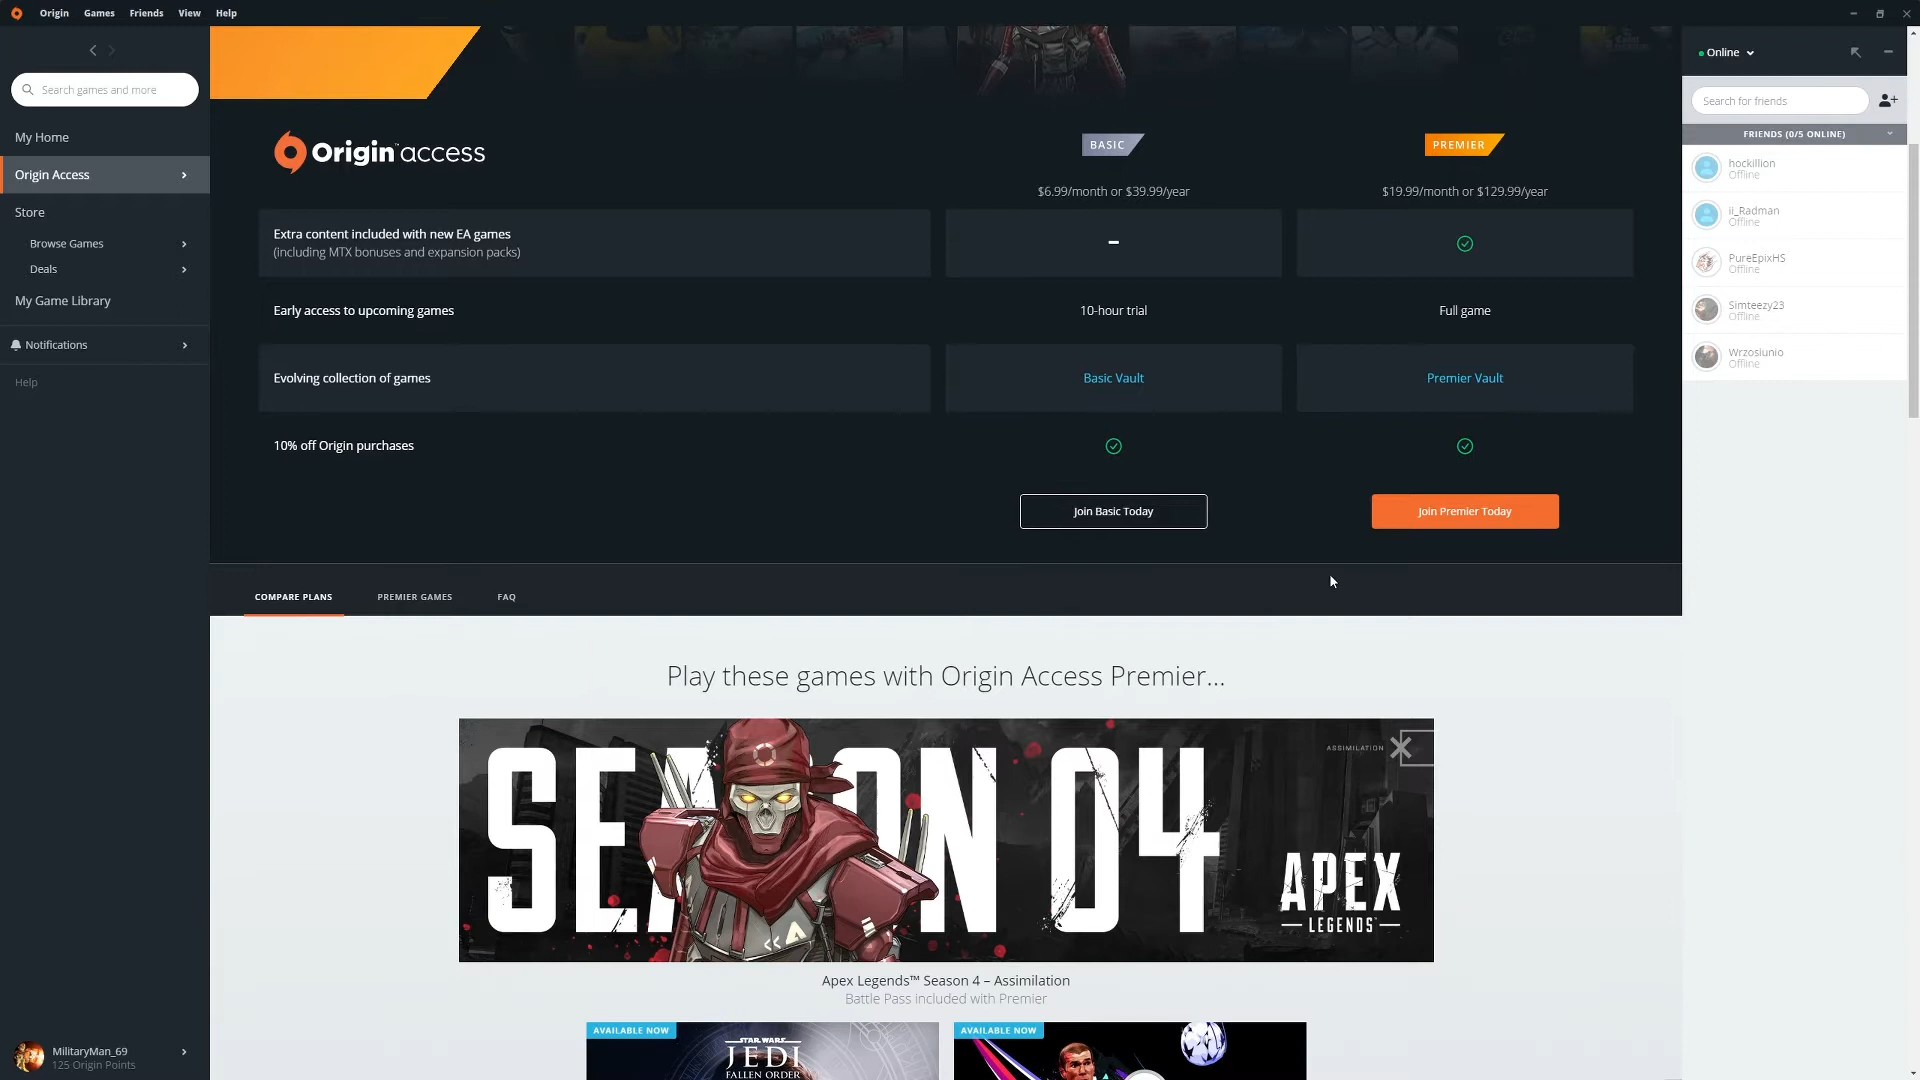 Origin Games Friends View Help
Search games and more
My Home
Origin Access
Store
Browse Games
Deals
My Game Library
Notifications
Help
MilitaryMan_69
125 Origin Points
Origin™ access
BASIC
PREMIER
$6.99/month or $39.99/year
$19.99/month or $129.99/year
Extra content included with new EA games
(including MTX bonuses and expansion packs)
Early access to upcoming games
10-hour trial
Full game
Evolving collection of games
Basic Vault
Premier Vault
10% off Origin purchases
Join Basic Today
Join Premier Today
COMPARE PLANS
PREMIER GAMES
FAQ
Play these games with Origin Access Premier...
SEASON 04
ASSIMILATION
APEX
LEGENDS™
Apex Legends™ Season 4 – Assimilation
Battle Pass included with Premier
AVAILABLE NOW
STAR WARS
JEDI
FALLEN ORDER
AVAILABLE NOW
Online
Search for friends
FRIENDS (0/5 ONLINE)
hockillion
Offline
ii_Radman
Offline
PureEpixHS
Offline
Simteezy23
Offline
Wrzosiunio
Offline